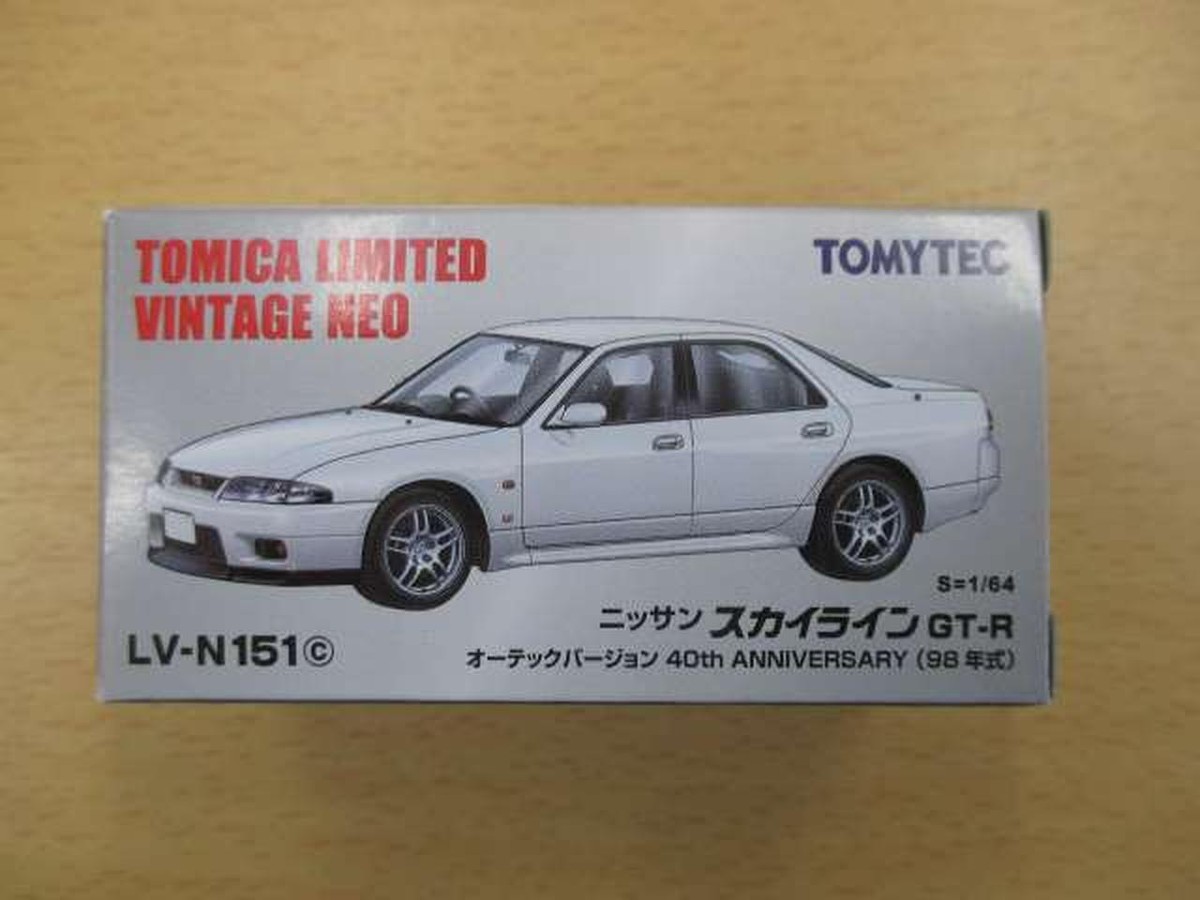 TOMICA LIMITED
VINTAGE NEO
TOMYTEC
S=1/64
ニッサン スカイライン GT-R
LV-N151ⓒ
オーテックバージョン 40th ANNIVERSARY (98年式)